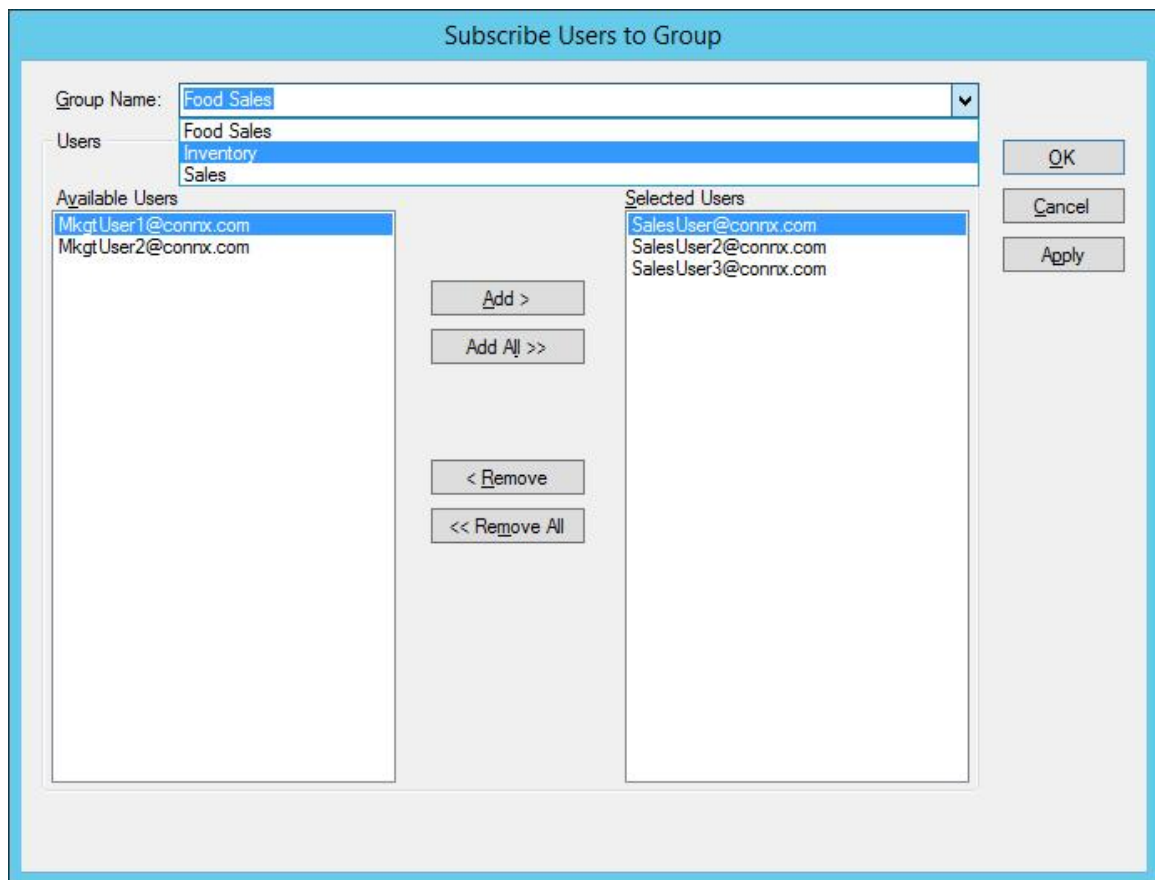 Subscribe Users to Group
Group Name: Food Sales
Food Sales
Inventory
Sales
Users
Available Users
MkgtUser1@connx.com
MkgtUser2@connx.com
Add >
Add All >>
< Remove
<< Remove All
Selected Users
SalesUser@connx.com
SalesUser2@connx.com
SalesUser3@connx.com
OK
Cancel
Apply